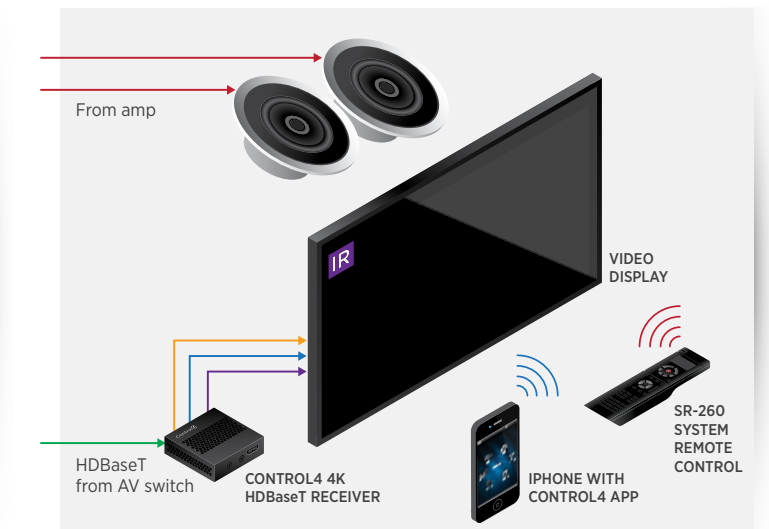 From amp
IR
VIDEO
DISPLAY
Control4
HDBaseT
from AV switch
CONTROL4 4K
HDBaseT RECEIVER
IPHONE WITH
CONTROL4 APP
SR-260
SYSTEM
REMOTE
CONTROL